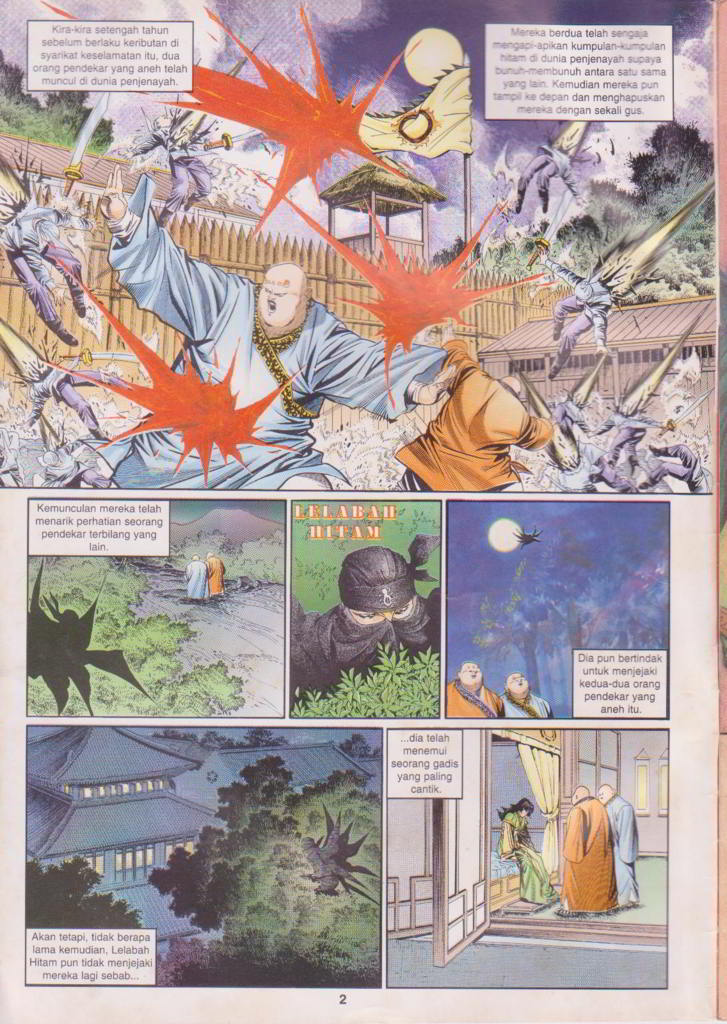 Kira-kira setengah tahun
sebelum berlaku keributan di
syarikat keselamatan itu, dua
orang pendekar yang aneh telah
muncul di dunia penjenayah.
Mereka berdua telah sengaja
mengapi-apikan kumpulan-kumpulan
hitam di dunia penjenayah supaya
bunuh-membunuh antara satu sama
yang lain. Kemudian mereka pun
tampil ke depan dan menghapuskan
mereka dengan sekali gus.
Kemunculan mereka telah
menarik perhatian seorang
pendekar terbilang yang
lain.
LELABAH
HITAM
Dia pun bertindak
untuk menjejaki
kedua-dua orang
pendekar yang
aneh itu.
Akan tetapi, tidak berapa
lama kemudian, Lelabah
Hitam pun tidak menjejaki
mereka lagi sebab...
...dia telah
menemui
seorang gadis
yang paling
cantik.
2